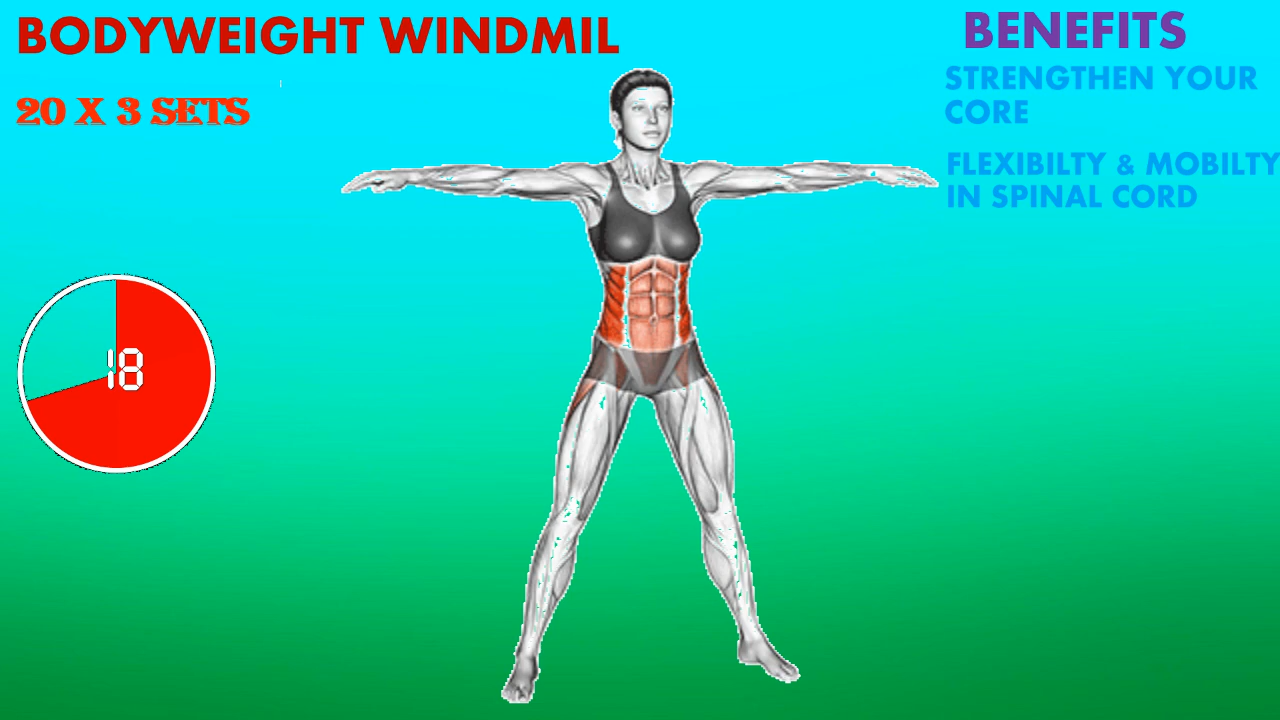 BODYWEIGHT WINDMIL
20 X 3 SETS
18
BENEFITS
STRENGTHEN YOUR
CORE
FLEXIBILTY & MOBILTY
IN SPINAL CORD